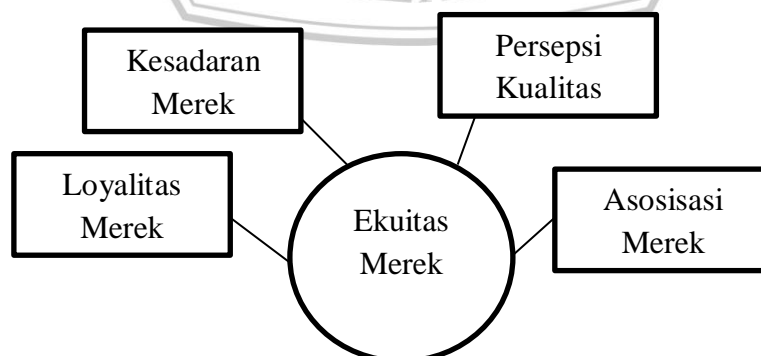 Kesadaran
Merek
Persepsi
Kualitas
Loyalitas
Merek
Ekuitas
Merek
Asosisasi
Merek